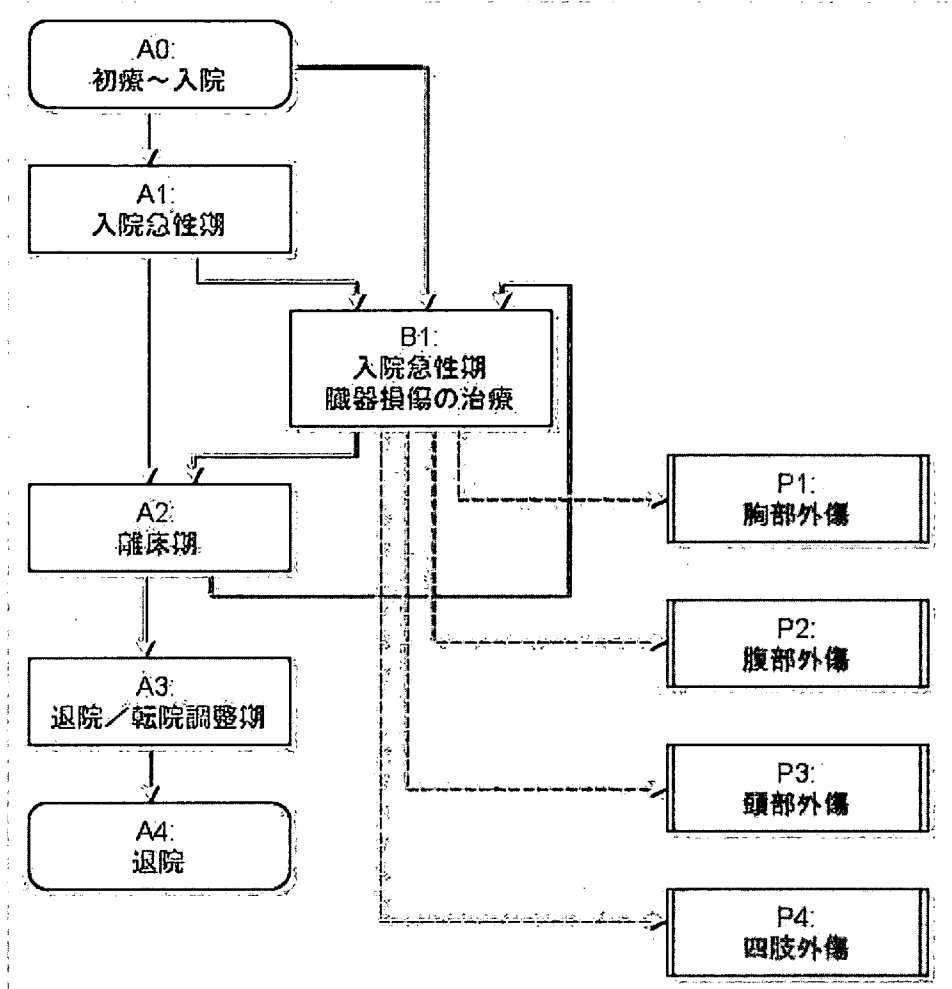 A0:
初療～入院
A1:
入院急性期
B1:
入院急性期
臓器損傷の治療
A2:
離床期
A3:
退院／転院調整期
A4:
退院
P1:
胸部外傷
P2:
腹部外傷
P3:
頭部外傷
P4:
四肢外傷